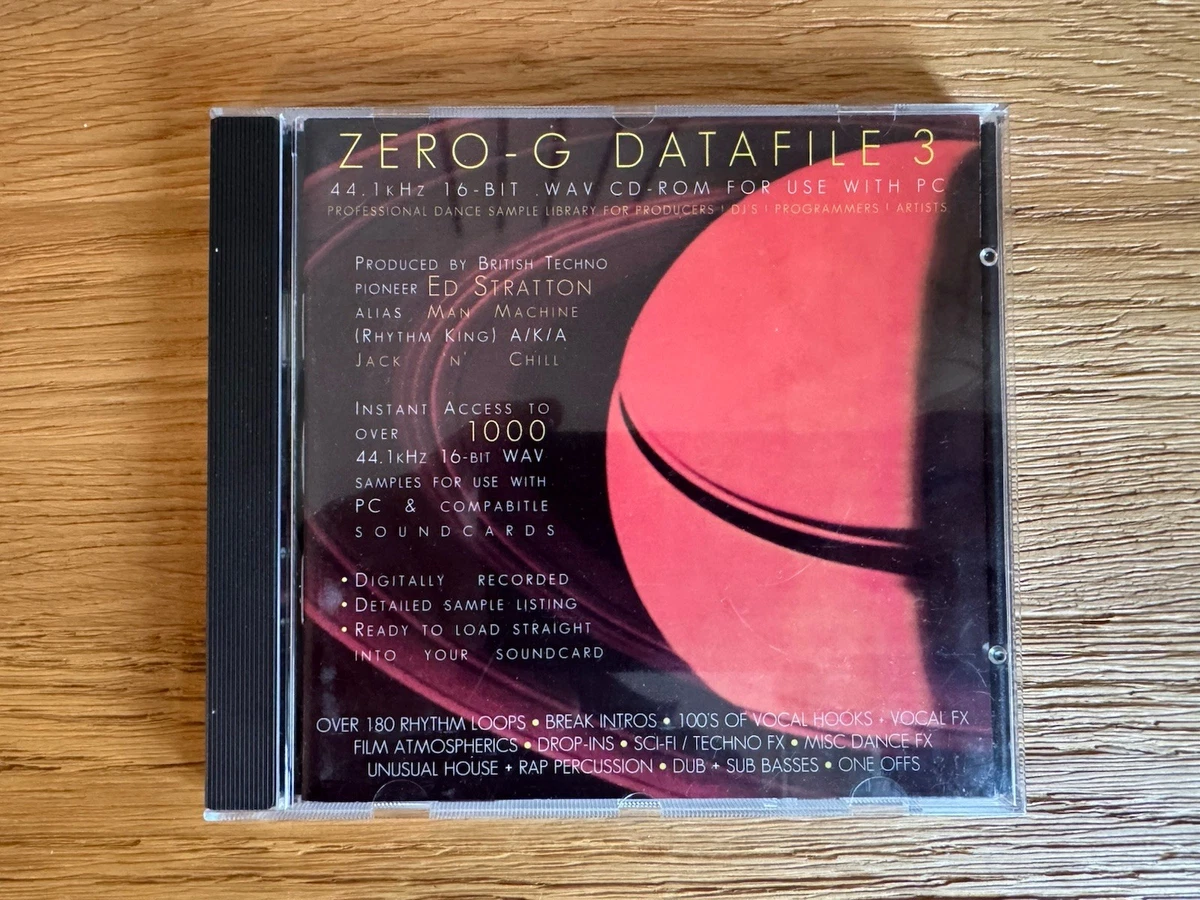 ZERO-G DATAFILE 3
44.1KHZ 16-BIT .WAV CD-ROM FOR USE WITH PC
PROFESSIONAL DANCE SAMPLE LIBRARY FOR PRODUCERS ! DJ'S ! PROGRAMMERS ! ARTISTS
PRODUCED BY BRITISH TECHNO
PIONEER ED STRATTON
ALIAS MAN MACHINE
(RHYTHM KING) A/K/A
JACK 'N' CHILL
INSTANT ACCESS TO
OVER 1000
44.1KHZ 16-BIT WAV
SAMPLES FOR USE WITH
PC & COMPABITLE
SOUNDCARDS
• DIGITALLY RECORDED
• DETAILED SAMPLE LISTING
• READY TO LOAD STRAIGHT
INTO YOUR SOUNDCARD
OVER 180 RHYTHM LOOPS • BREAK INTROS • 100'S OF VOCAL HOOKS • VOCAL FX
FILM ATMOSPHERICS • DROP-INS • SCI-FI / TECHNO FX • MISC DANCE FX
UNUSUAL HOUSE + RAP PERCUSSION • DUB + SUB BASSES • ONE OFFS